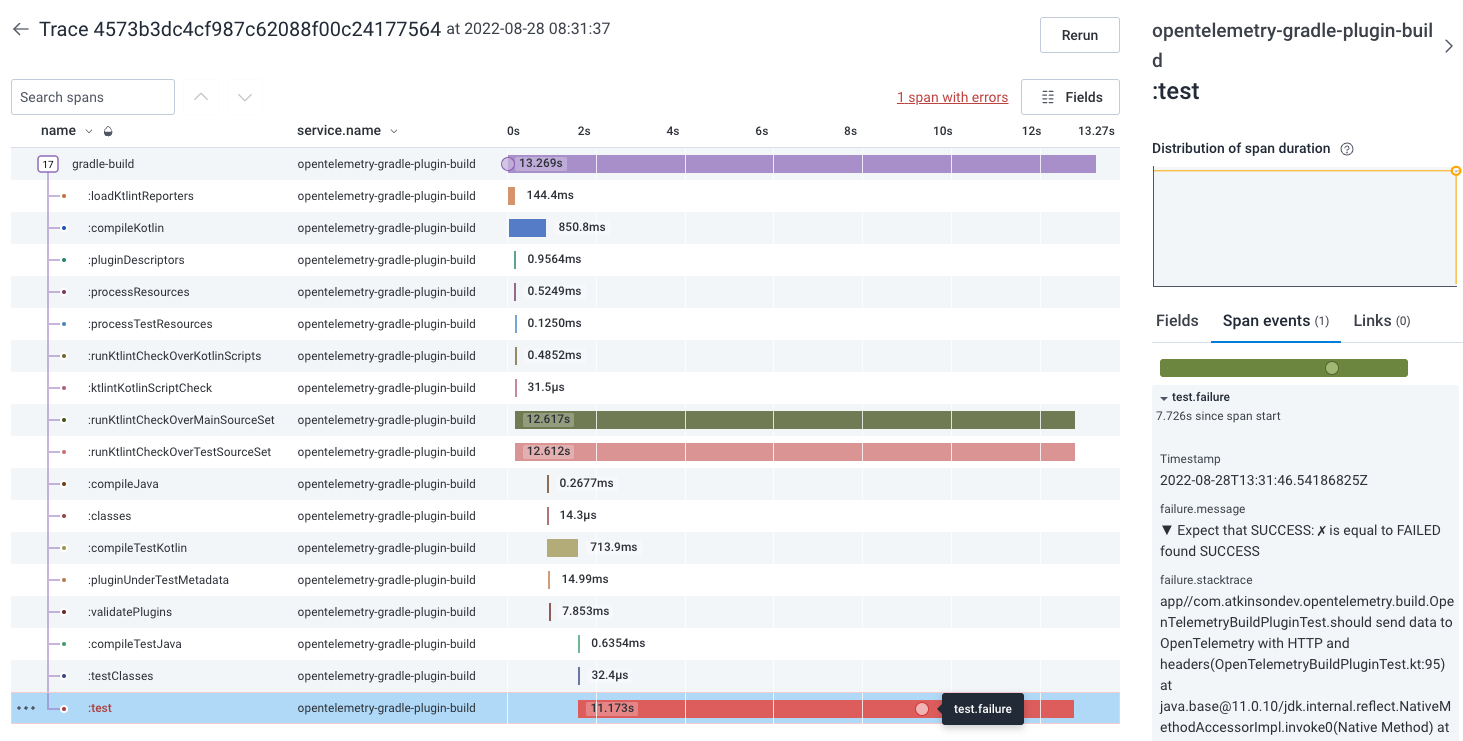 Trace 4573b3dc4cf987c62088f00c24177564 at 2022-08-28 08:31:37
Rerun
Search spans
1 span with errors
Fields
name service.name 0s 2s 4s 6s 8s 10s 12s 13.27s
17 gradle-build opentelemetry-gradle-plugin-build 13.269s
:loadKtlintReporters opentelemetry-gradle-plugin-build 144.4ms
:compileKotlin opentelemetry-gradle-plugin-build 850.8ms
:pluginDescriptors opentelemetry-gradle-plugin-build 0.9564ms
:processResources opentelemetry-gradle-plugin-build 0.5249ms
:processTestResources opentelemetry-gradle-plugin-build 0.1250ms
:runKtlintCheckOverKotlinScripts opentelemetry-gradle-plugin-build 0.4852ms
:ktlintKotlinScriptCheck opentelemetry-gradle-plugin-build 31.5μs
:runKtlintCheckOverMainSourceSet opentelemetry-gradle-plugin-build 12.617s
:runKtlintCheckOverTestSourceSet opentelemetry-gradle-plugin-build 12.612s
:compileJava opentelemetry-gradle-plugin-build 0.2677ms
:classes opentelemetry-gradle-plugin-build 14.3μs
:compileTestKotlin opentelemetry-gradle-plugin-build 713.9ms
:pluginUnderTestMetadata opentelemetry-gradle-plugin-build 14.99ms
:validatePlugins opentelemetry-gradle-plugin-build 7.853ms
:compileTestJava opentelemetry-gradle-plugin-build 0.6354ms
:testClasses opentelemetry-gradle-plugin-build 32.4μs
:test opentelemetry-gradle-plugin-build 11.173s test.failure
opentelemetry-gradle-plugin-buil
d
:test
Distribution of span duration
Fields Span events (1) Links (0)
test.failure
7.726s since span start
Timestamp
2022-08-28T13:31:46.54186825Z
failure.message
▼ Expect that SUCCESS: ✗ is equal to FAILED
found SUCCESS
failure.stacktrace
app//com.atkinsondev.opentelemetry.build.Ope
nTelemetryBuildPluginTest.should send data to
OpenTelemetry with HTTP and
headers(OpenTelemetryBuildPluginTest.kt:95)
at
java.base@11.0.10/jdk.internal.reflect.NativeM
ethodAccessorImpl.invoke0(Native Method) at